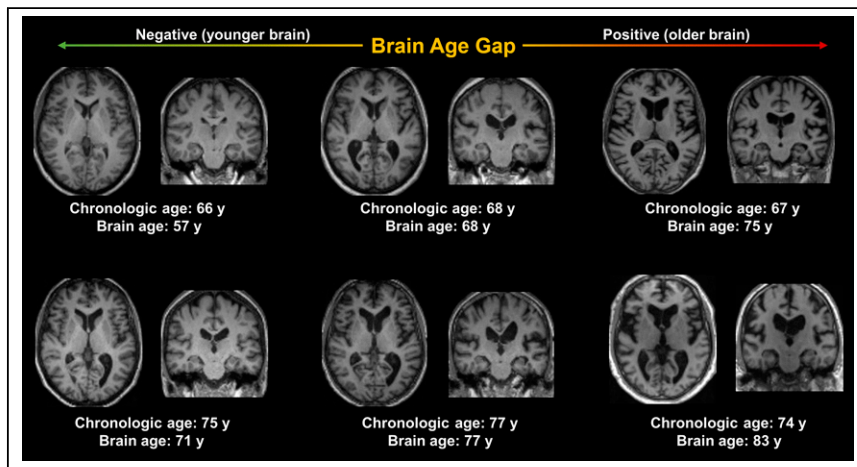 Negative (younger brain)
Brain Age Gap
Positive (older brain)
Chronologic age: 66 y
Brain age: 57 y
Chronologic age: 68 y
Brain age: 68 y
Chronologic age: 67 y
Brain age: 75 y
Chronologic age: 75 y
Brain age: 71 y
Chronologic age: 77 y
Brain age: 77 y
Chronologic age: 74 y
Brain age: 83 y